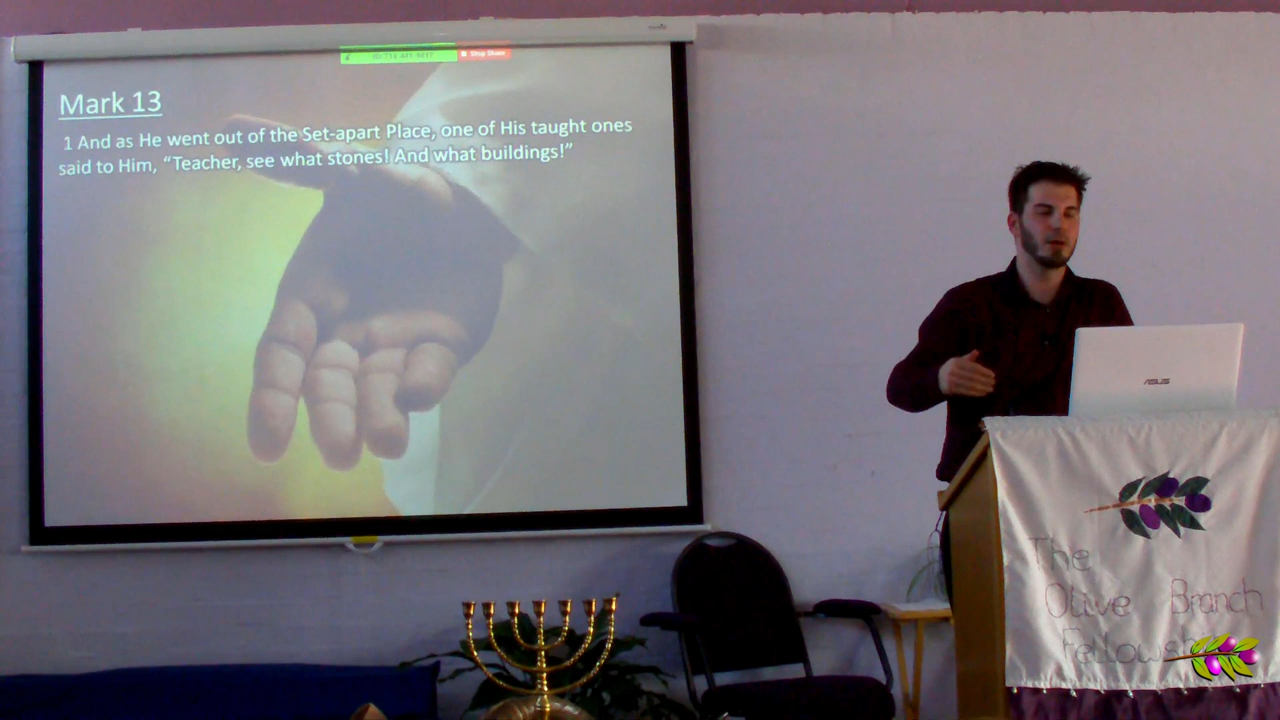 Stop Share
Mark 13
1 And as He went out of the Set-apart Place, one of His taught ones
said to Him, “Teacher, see what stones! And what buildings!”
ASUS
The
Olive Branch